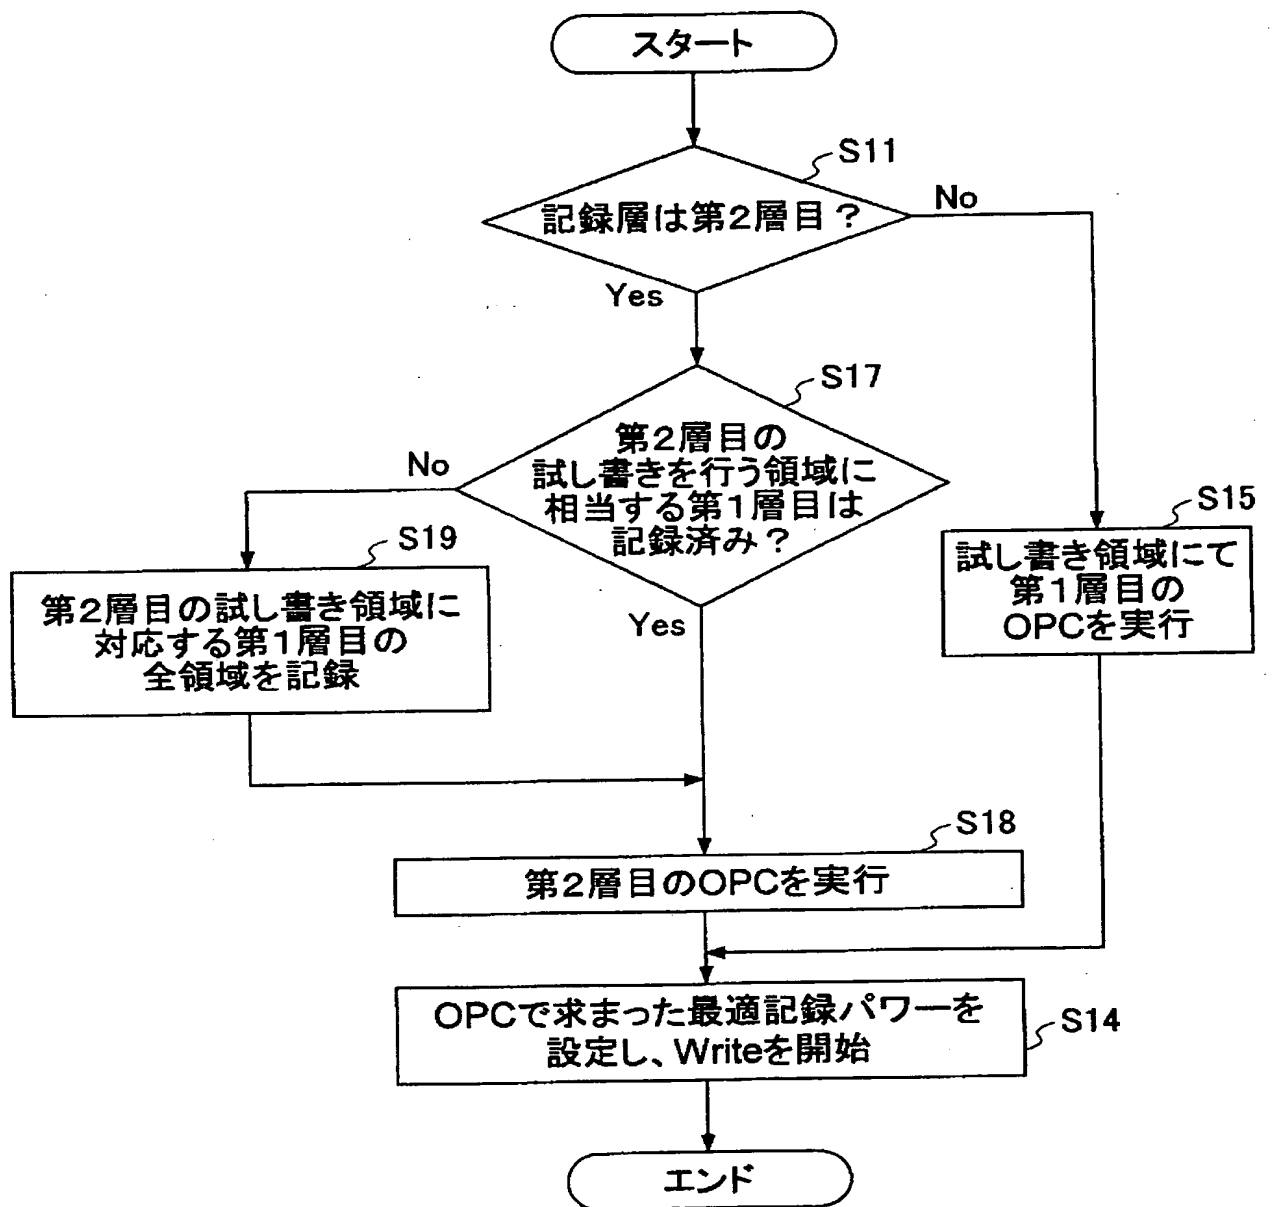 スタート
S11
記録層は第2層目?
No
Yes
S17
第2層目の
試し書きを行う領域に
相当する第1層目は
記録済み?
No
Yes
S15
試し書き領域にて
第1層目の
OPCを実行
S19
第2層目の試し書き領域に
対応する第1層目の
全領域を記録
S18
第2層目のOPCを実行
OPCで求まった最適記録パワーを
設定し、Writeを開始
S14
エンド